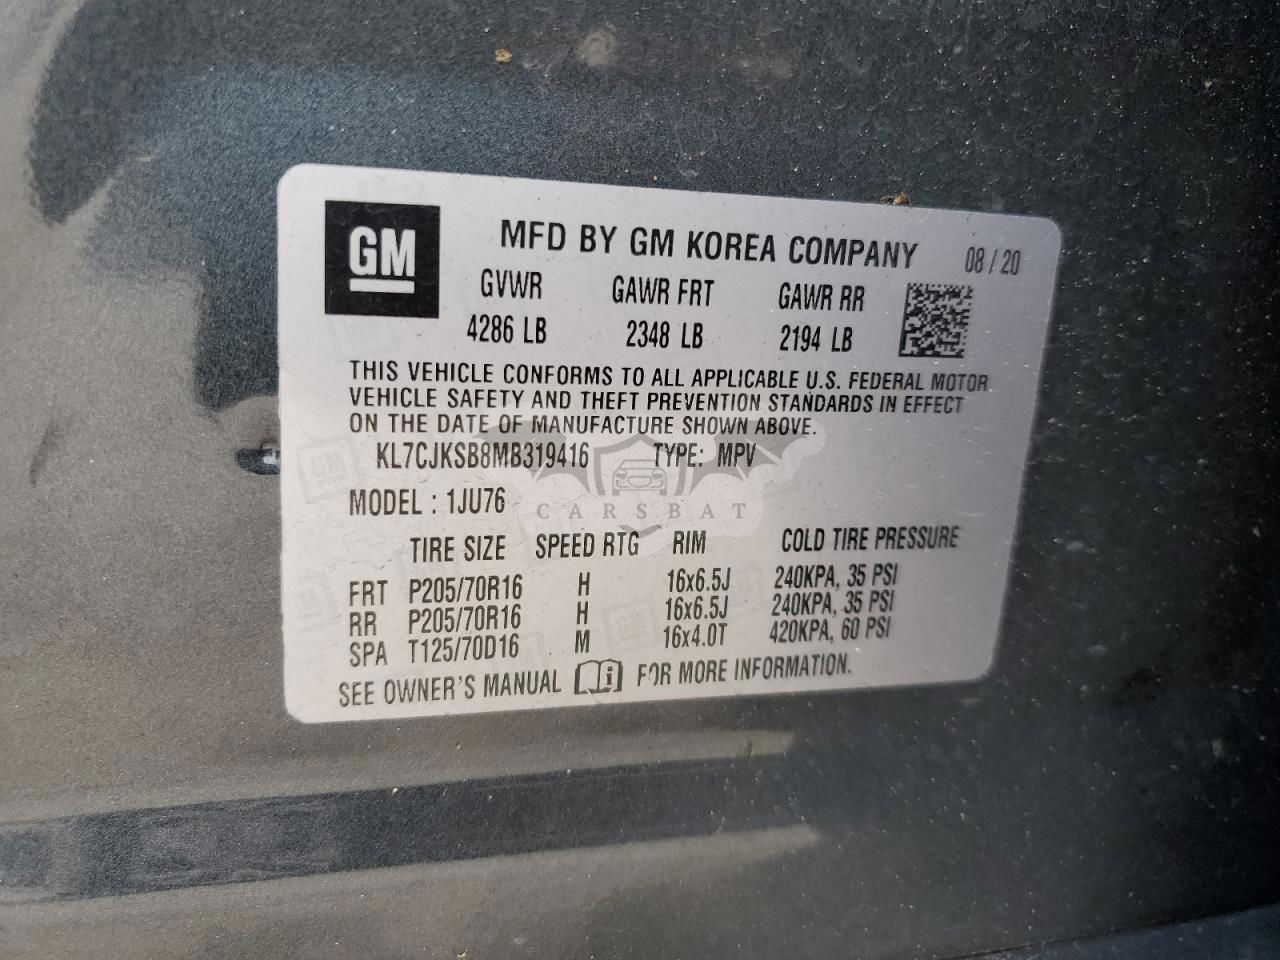 GM
MFD BY GM KOREA COMPANY 08 / 20
GVWR GAWR FRT GAWR RR
4286 LB 2348 LB 2194 LB
THIS VEHICLE CONFORMS TO ALL APPLICABLE U.S. FEDERAL MOTOR
VEHICLE SAFETY AND THEFT PREVENTION STANDARDS IN EFFECT
ON THE DATE OF MANUFACTURE SHOWN ABOVE.
KL7CJKSB8MB319416 TYPE: MPV
MODEL : 1JU76
CARSBAT
TIRE SIZE SPEED RTG RIM COLD TIRE PRESSURE
FRT P205/70R16 H 16x6.5J 240KPA, 35 PSI
RR P205/70R16 H 16x6.5J 240KPA, 35 PSI
SPA T125/70D16 M 16x4.0T 420KPA, 60 PSI
SEE OWNER'S MANUAL FOR MORE INFORMATION.